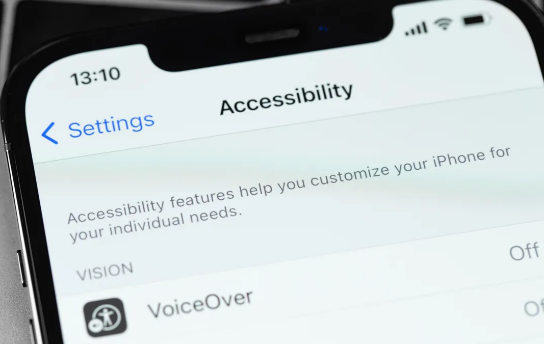 13:10
Settings
Accessibility
Accessibility features help you customize your iPhone for
your individual needs.
VISION
VoiceOver Off